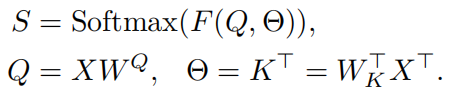 S = Softmax(F(Q, Θ)),
Q = XW^Q, Θ = K^⊤ = W_K^⊤ X^⊤.